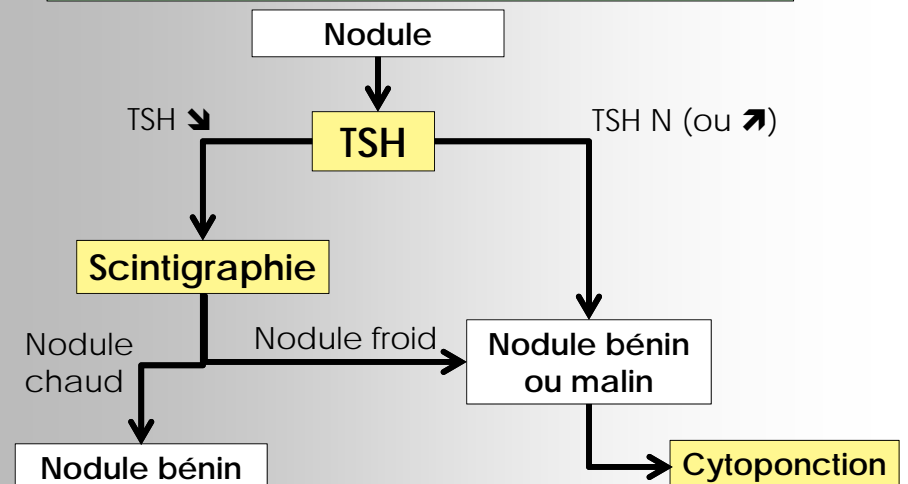 Nodule
TSH ⬊
TSH
TSH N (ou ⬈)
Scintigraphie
Nodule
chaud
Nodule froid
Nodule bénin
ou malin
Nodule bénin
Cytoponction